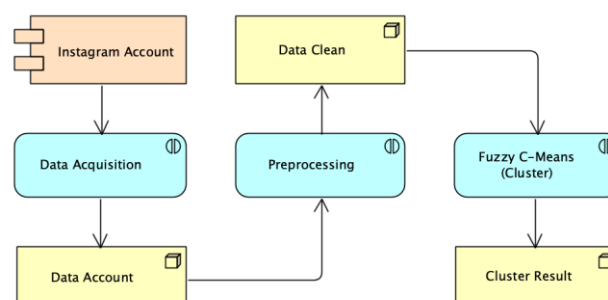 Instagram Account
Data Clean
Data Acquisition
Preprocessing
Fuzzy C-Means
(Cluster)
Data Account
Cluster Result